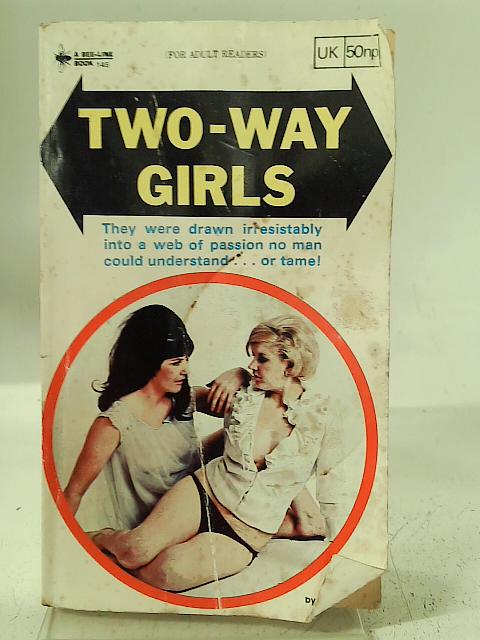 A BEE-LINE
BOOK 145
(FOR ADULT READERS)
UK 50np
TWO-WAY
GIRLS
They were drawn irresistably
into a web of passion no man
could understand . . . or tame!
by